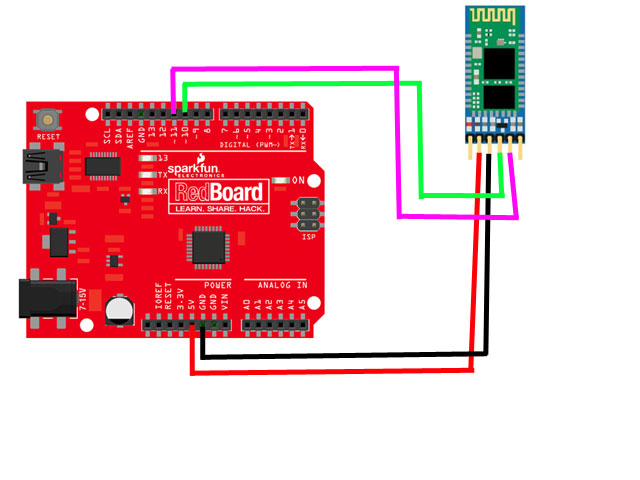 RESET
SCL
SDA
AREF
GND
13
12
~11
~10
~9
8
7
~6
~5
4
~3
2
TX→1
RX←0
DIGITAL (PWM~)
13
TX
RX
sparkfun
ELECTRONICS
RedBoard
LEARN. SHARE. HACK.
ON
ISP
7-15V
POWER
ANALOG IN
IOREF
RESET
3.3V
5V
GND
GND
VIN
A0
A1
A2
A3
A4
A5